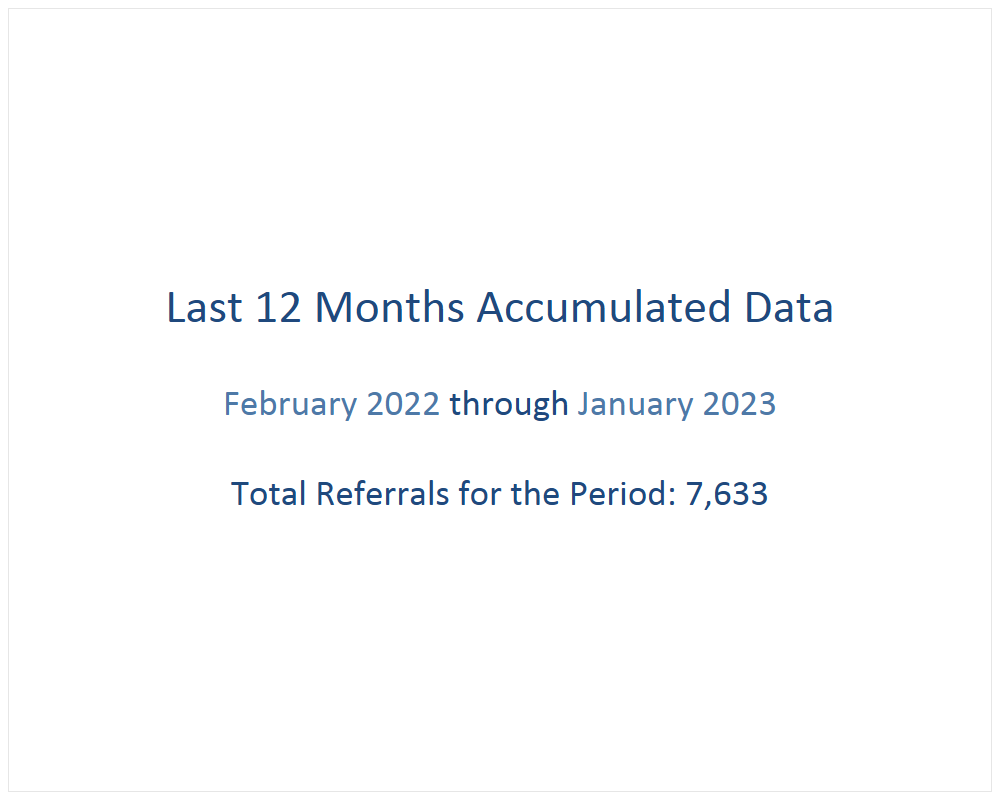 Last 12 Months Accumulated Data
February 2022 through January 2023
Total Referrals for the Period: 7,633